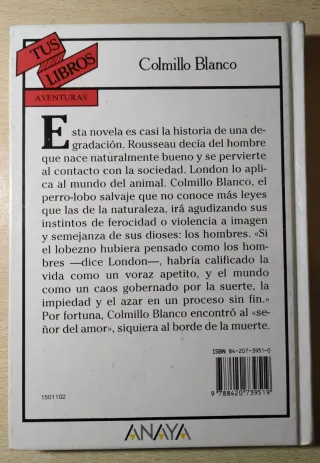 TUS
LIBROS
AVENTURAS
Colmillo Blanco
Esta novela es casi la historia de una de-
gradación. Rousseau decía del hombre
que nace naturalmente bueno y se pervierte
al contacto con la sociedad. London lo apli-
ca al mundo del animal. Colmillo Blanco, el
perro-lobo salvaje que no conoce más leyes
que las de la naturaleza, irá agudizando sus
instintos de ferocidad o violencia a imagen
y semejanza de sus dioses: los hombres. «Si
el lobezno hubiera pensado como los hom-
bres —dice London—, habría calificado la
vida como un voraz apetito, y el mundo
como un caos gobernado por la suerte, la
impiedad y el azar en un proceso sin fin.»
Por fortuna, Colmillo Blanco encontró al «se-
ñor del amor», siquiera al borde de la muerte.
ISBN 84-207-3951-0
9 788420 739519
1501102
ANAYA